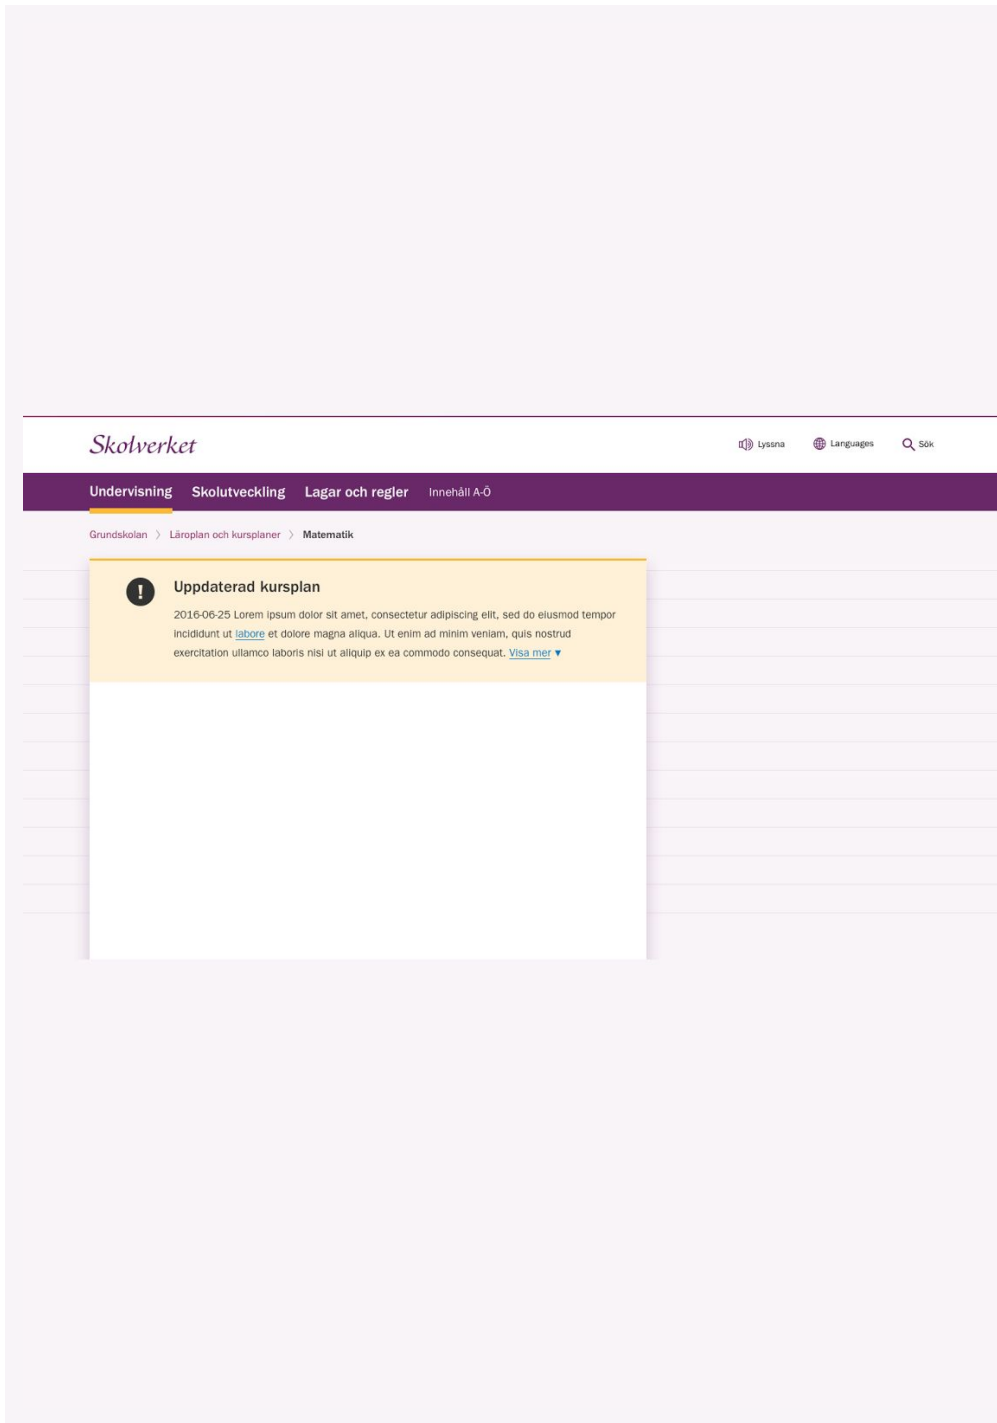 Skolverket
Lyssna
Languages
Sök
Undervisning Skolutveckling Lagar och regler Innehåll A-Ö
Grundskolan > Läroplan och kursplaner > Matematik
Uppdaterad kursplan
2016-06-25 Lorem ipsum dolor sit amet, consectetur adipiscing elit, sed do eiusmod tempor
incididunt ut labore et dolore magna aliqua. Ut enim ad minim veniam, quis nostrud
exercitation ullamco laboris nisi ut aliquip ex ea commodo consequat. Visa mer ▼